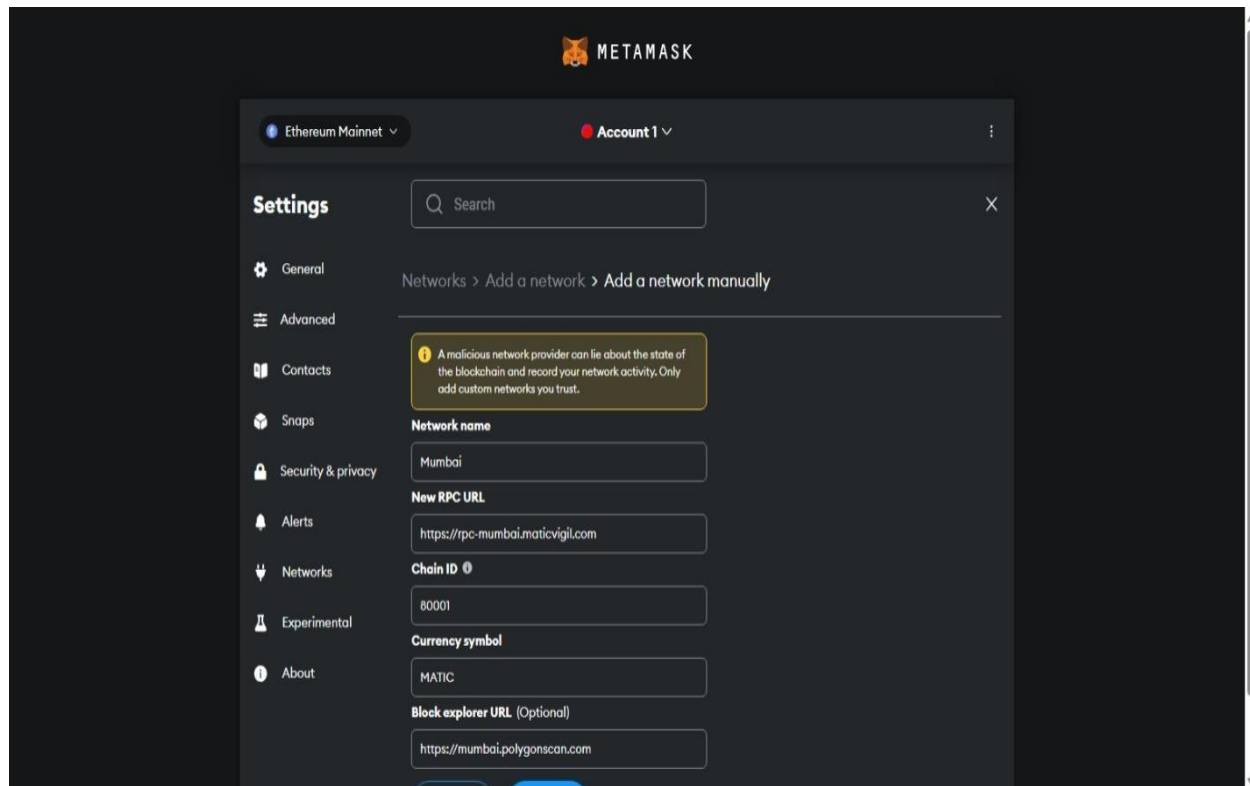 METAMASK
Ethereum Mainnet
Account 1
Settings
Search
X
General
Networks > Add a network > Add a network manually
Advanced
A malicious network provider can lie about the state of
the blockchain and record your network activity. Only
add custom networks you trust.
Contacts
Snaps
Network name
Mumbai
Security & privacy
New RPC URL
Alerts
https://rpc-mumbai.maticvigil.com
Networks
Chain ID
80001
Experimental
Currency symbol
About
MATIC
Block explorer URL (Optional)
https://mumbai.polygonscan.com